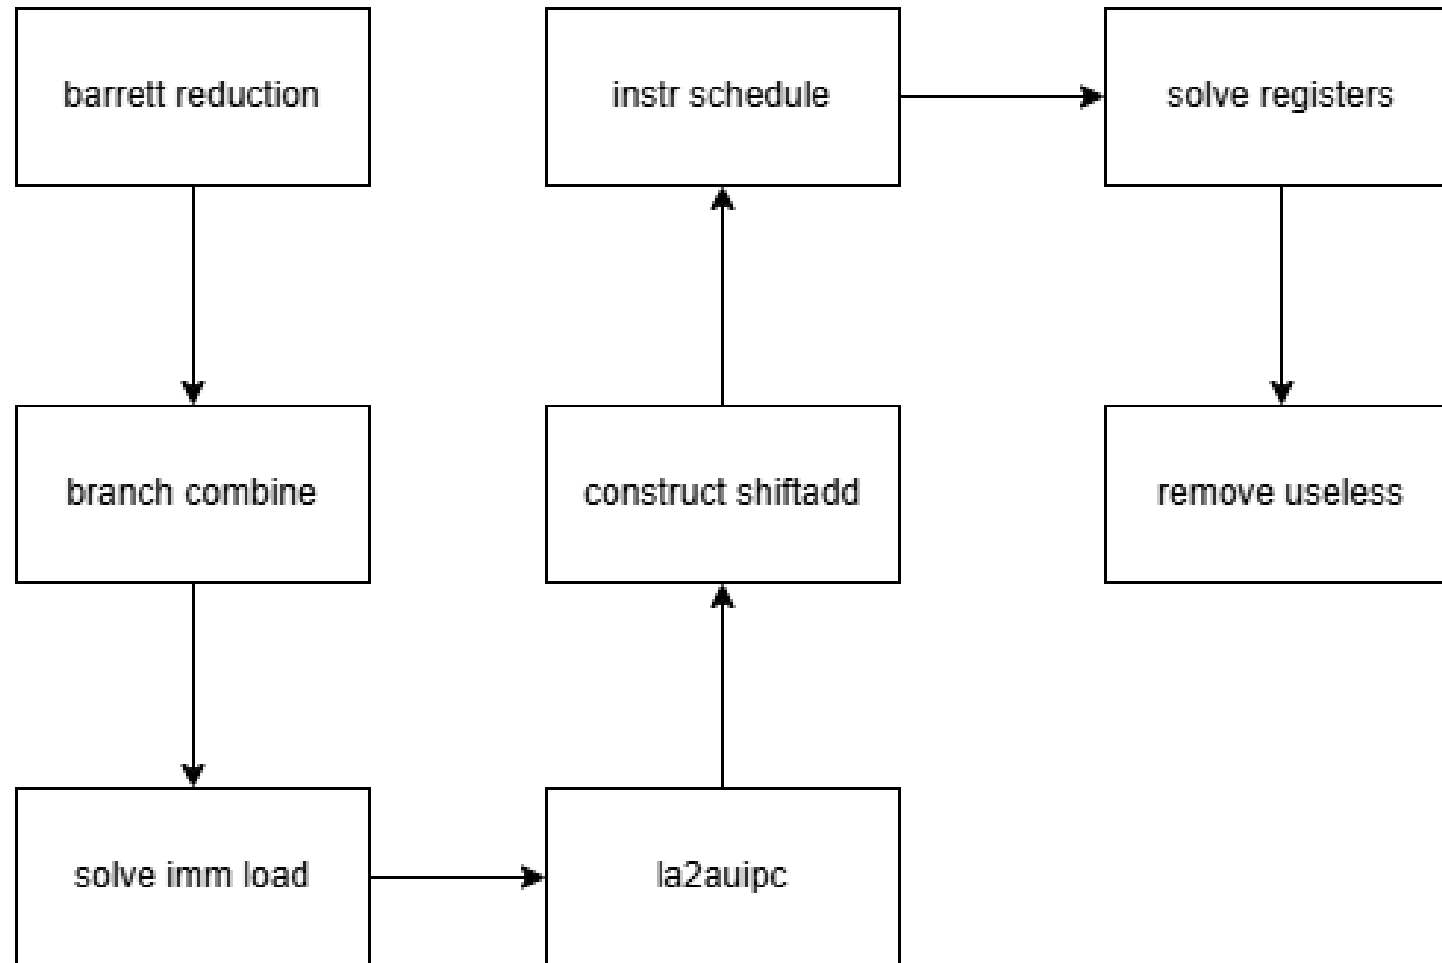 barrett reduction
instr schedule
solve registers
branch combine
construct shiftadd
remove useless
solve imm load
la2auipc